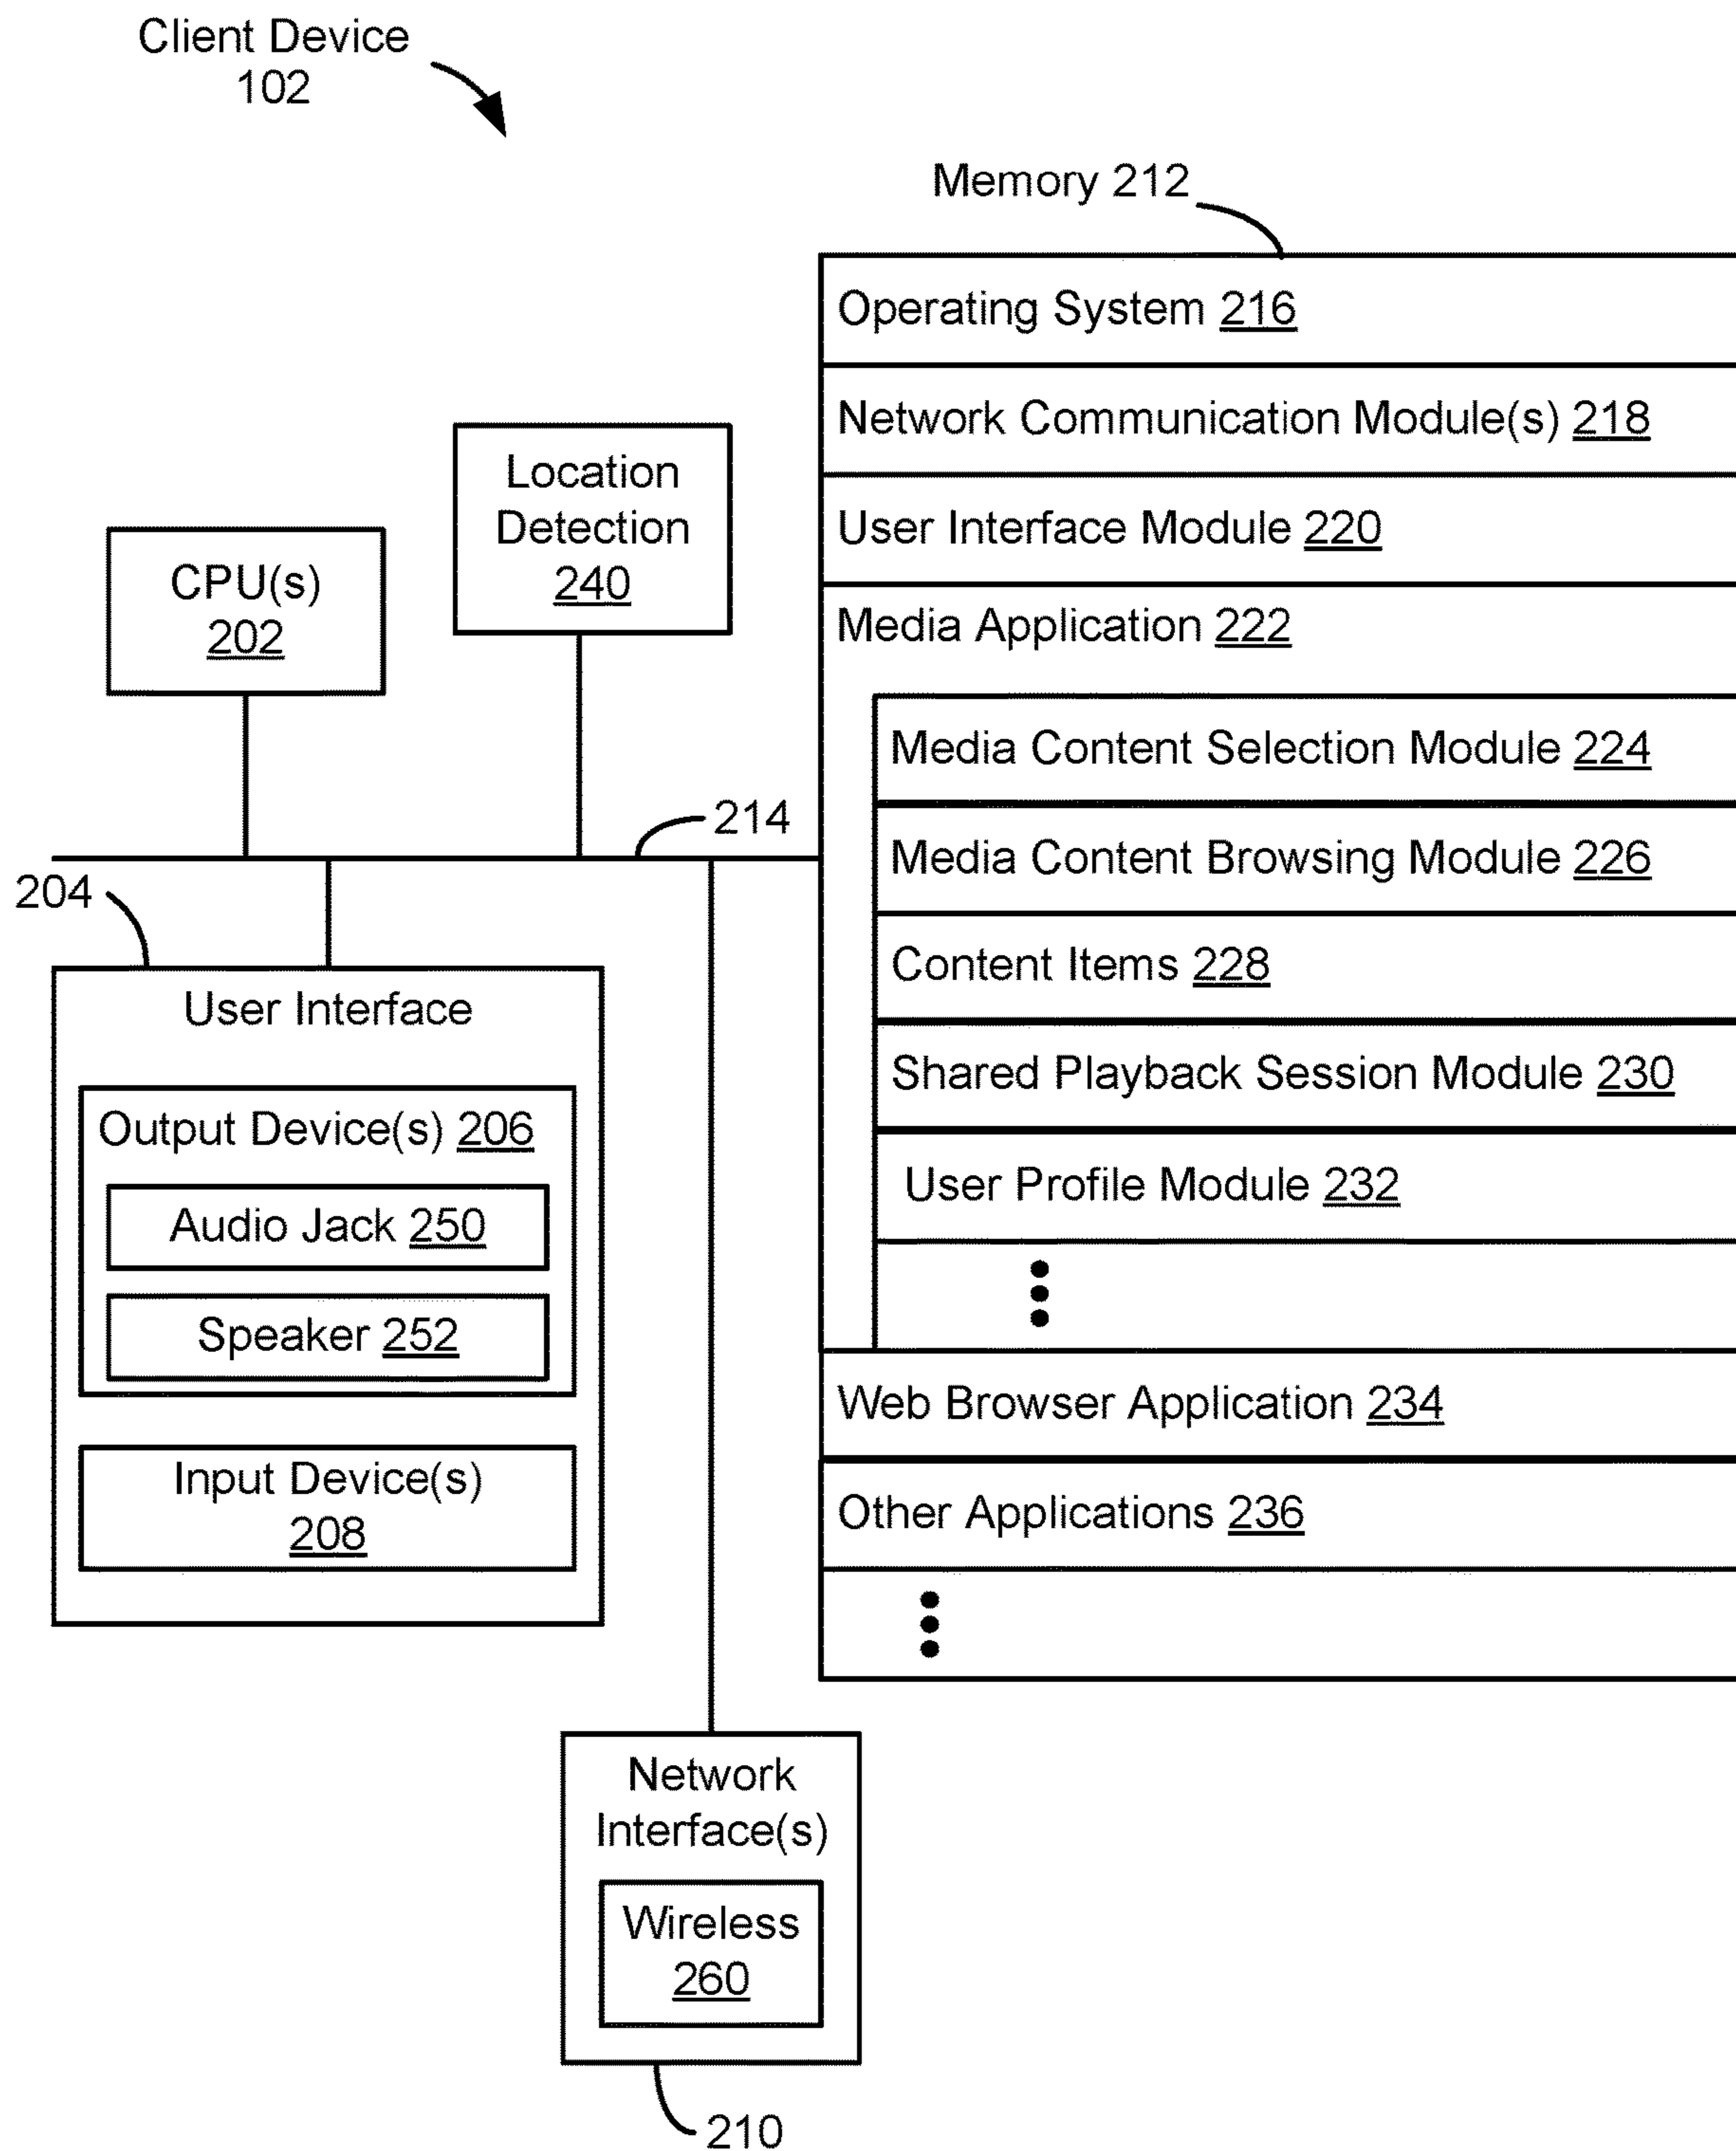 Client Device
102
Memory 212
Operating System 216
Network Communication Module(s) 218
User Interface Module 220
Media Application 222
Media Content Selection Module 224
Media Content Browsing Module 226
Content Items 228
Shared Playback Session Module 230
User Profile Module 232
Web Browser Application 234
Other Applications 236
Location
Detection
240
CPU(s)
202
214
204
User Interface
Output Device(s) 206
Audio Jack 250
Speaker 252
Input Device(s)
208
Network
Interface(s)
Wireless
260
210